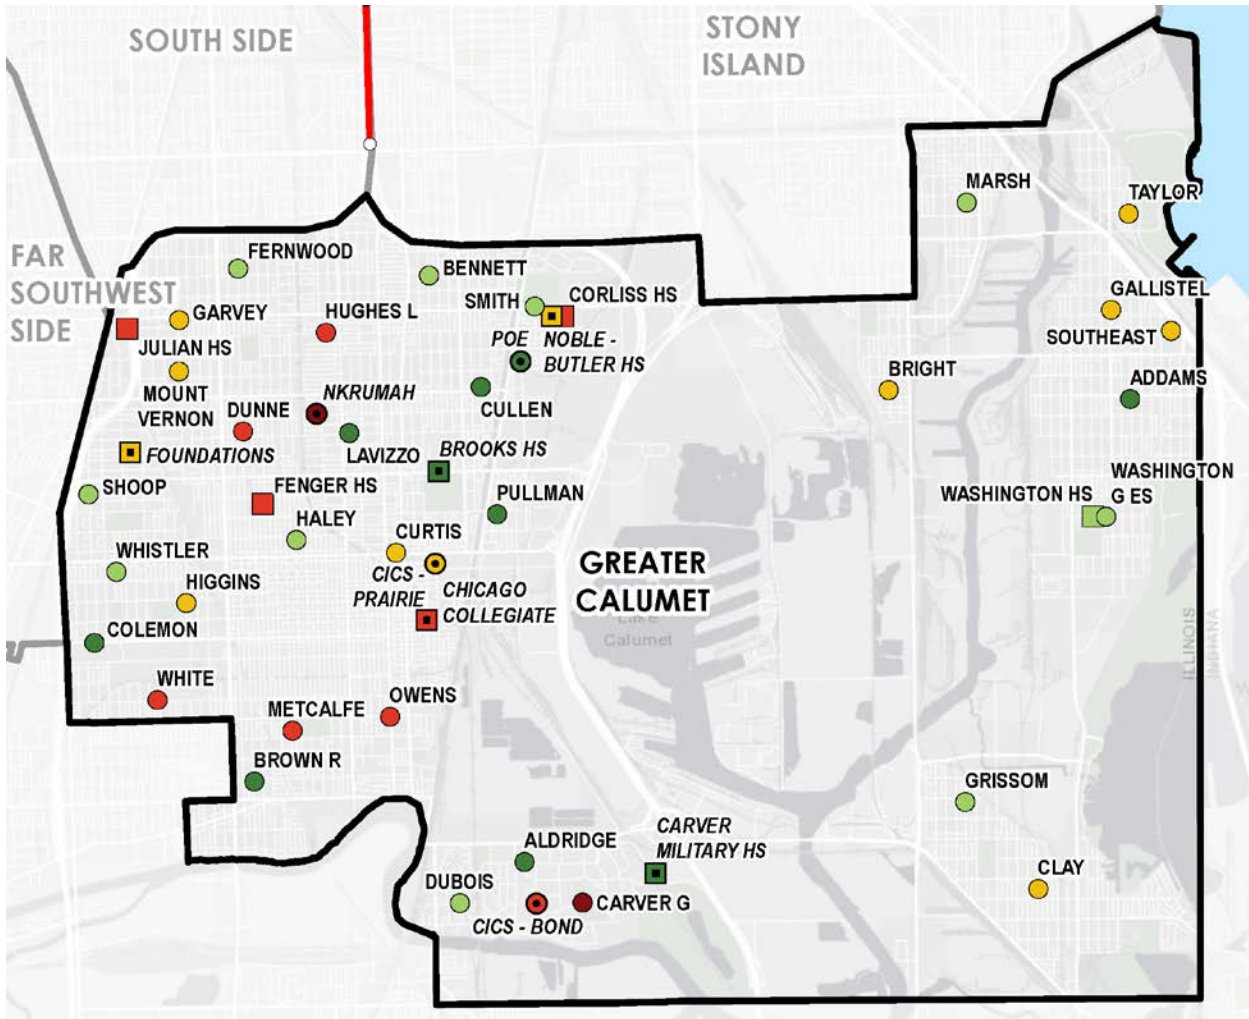 SOUTH SIDE
STONY
ISLAND
MARSH
TAYLOR
FAR
SOUTHWEST
SIDE
FERNWOOD
BENNETT
GARVEY
HUGHES L
SMITH
CORLISS HS
GALLISTEL
JULIAN HS
POE
NOBLE -
BUTLER HS
SOUTHEAST
MOUNT
VERNON
NKRUMAH
BRIGHT
ADDAMS
DUNNE
CULLEN
FOUNDATIONS
LAVIZZO
BROOKS HS
SHOOP
FENGER HS
PULLMAN
WASHINGTON HS
WASHINGTON
G ES
HALEY
CURTIS
WHISTLER
HIGGINS
CICS -
PRAIRIE
CHICAGO
COLLEGIATE
GREATER
CALUMET
Lake
Calumet
COLEMON
ILLINOIS
INDIANA
WHITE
METCALFE
OWENS
BROWN R
GRISSOM
ALDRIDGE
CARVER
MILITARY HS
CLAY
DUBOIS
CICS - BOND
CARVER G